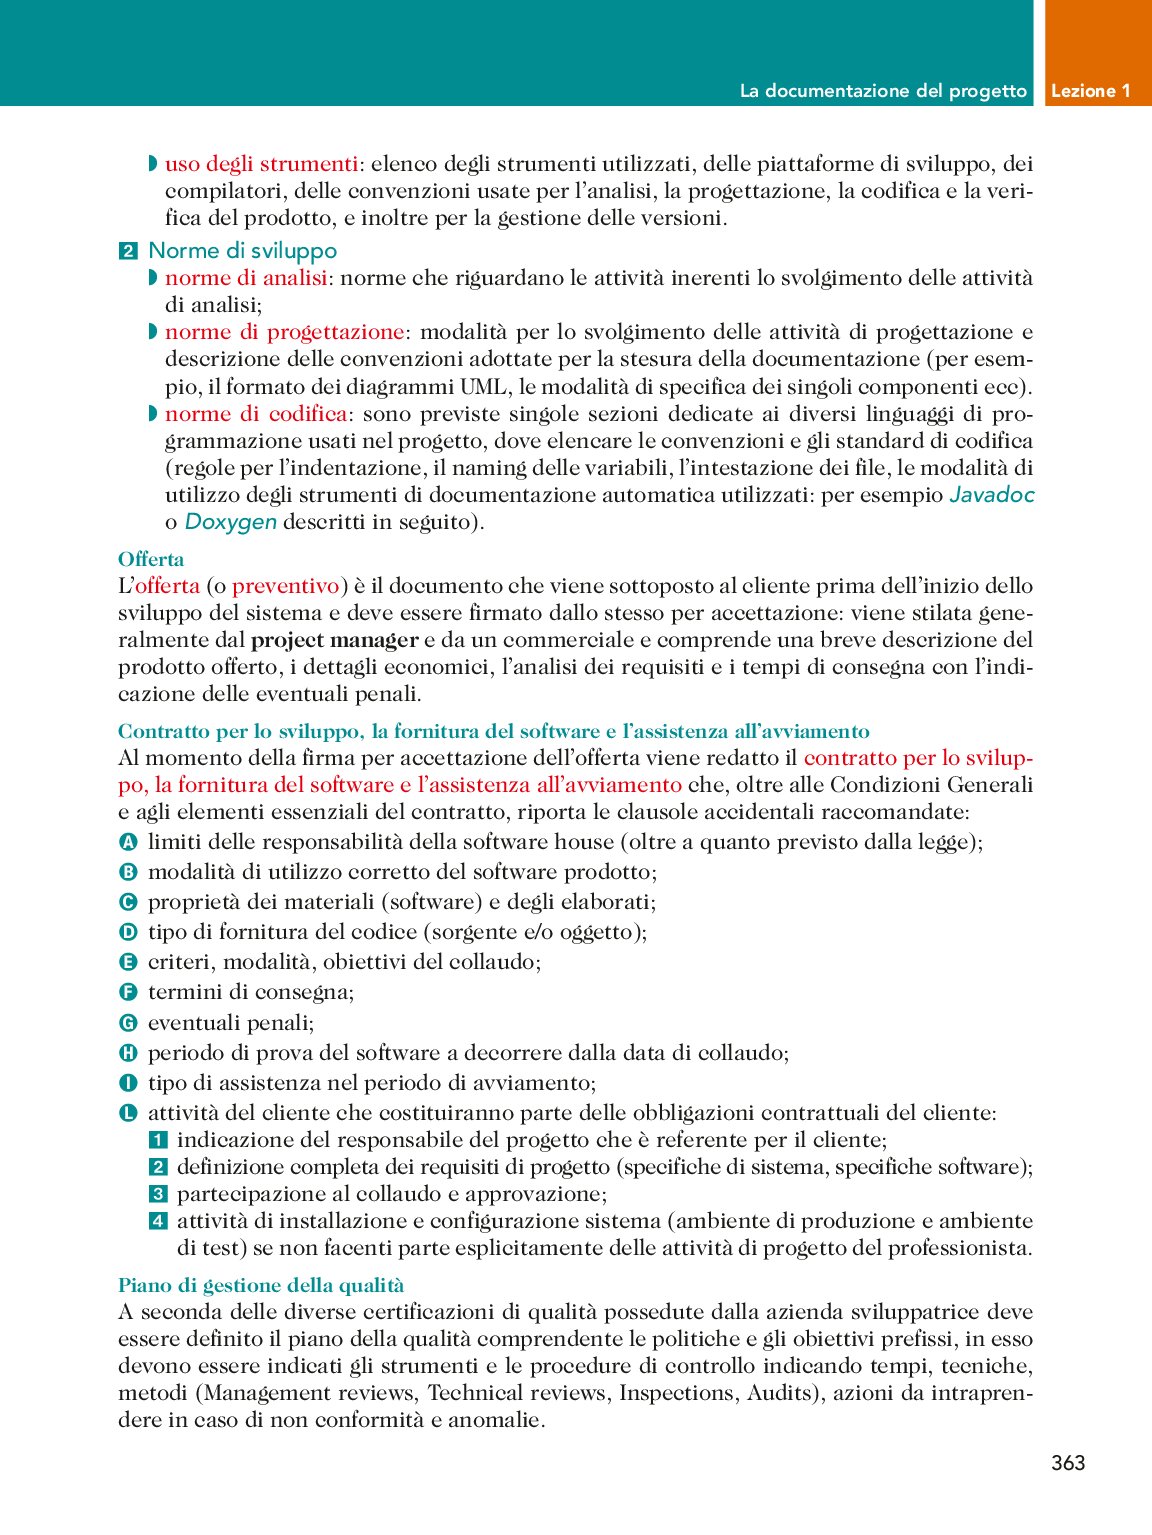 La documentazione del progetto Lezione 1
◗ uso degli strumenti: elenco degli strumenti utilizzati, delle piattaforme di sviluppo, dei
compilatori, delle convenzioni usate per l'analisi, la progettazione, la codifica e la veri-
fica del prodotto, e inoltre per la gestione delle versioni.
2 Norme di sviluppo
◗ norme di analisi: norme che riguardano le attività inerenti lo svolgimento delle attività
di analisi;
◗ norme di progettazione: modalità per lo svolgimento delle attività di progettazione e
descrizione delle convenzioni adottate per la stesura della documentazione (per esem-
pio, il formato dei diagrammi UML, le modalità di specifica dei singoli componenti ecc).
◗ norme di codifica: sono previste singole sezioni dedicate ai diversi linguaggi di pro-
grammazione usati nel progetto, dove elencare le convenzioni e gli standard di codifica
(regole per l'indentazione, il naming delle variabili, l'intestazione dei file, le modalità di
utilizzo degli strumenti di documentazione automatica utilizzati: per esempio Javadoc
o Doxygen descritti in seguito).
Offerta
L'offerta (o preventivo) è il documento che viene sottoposto al cliente prima dell'inizio dello
sviluppo del sistema e deve essere firmato dallo stesso per accettazione: viene stilata gene-
ralmente dal project manager e da un commerciale e comprende una breve descrizione del
prodotto offerto, i dettagli economici, l'analisi dei requisiti e i tempi di consegna con l'indi-
cazione delle eventuali penali.
Contratto per lo sviluppo, la fornitura del software e l'assistenza all'avviamento
Al momento della firma per accettazione dell'offerta viene redatto il contratto per lo svilup-
po, la fornitura del software e l'assistenza all'avviamento che, oltre alle Condizioni Generali
e agli elementi essenziali del contratto, riporta le clausole accidentali raccomandate:
A limiti delle responsabilità della software house (oltre a quanto previsto dalla legge);
B modalità di utilizzo corretto del software prodotto;
C proprietà dei materiali (software) e degli elaborati;
D tipo di fornitura del codice (sorgente e/o oggetto);
E criteri, modalità, obiettivi del collaudo;
F termini di consegna;
G eventuali penali;
H periodo di prova del software a decorrere dalla data di collaudo;
I tipo di assistenza nel periodo di avviamento;
L attività del cliente che costituiranno parte delle obbligazioni contrattuali del cliente:
1 indicazione del responsabile del progetto che è referente per il cliente;
2 definizione completa dei requisiti di progetto (specifiche di sistema, specifiche software);
3 partecipazione al collaudo e approvazione;
4 attività di installazione e configurazione sistema (ambiente di produzione e ambiente
di test) se non facenti parte esplicitamente delle attività di progetto del professionista.
Piano di gestione della qualità
A seconda delle diverse certificazioni di qualità possedute dalla azienda sviluppatrice deve
essere definito il piano della qualità comprendente le politiche e gli obiettivi prefissi, in esso
devono essere indicati gli strumenti e le procedure di controllo indicando tempi, tecniche,
metodi (Management reviews, Technical reviews, Inspections, Audits), azioni da intrapren-
dere in caso di non conformità e anomalie.
363